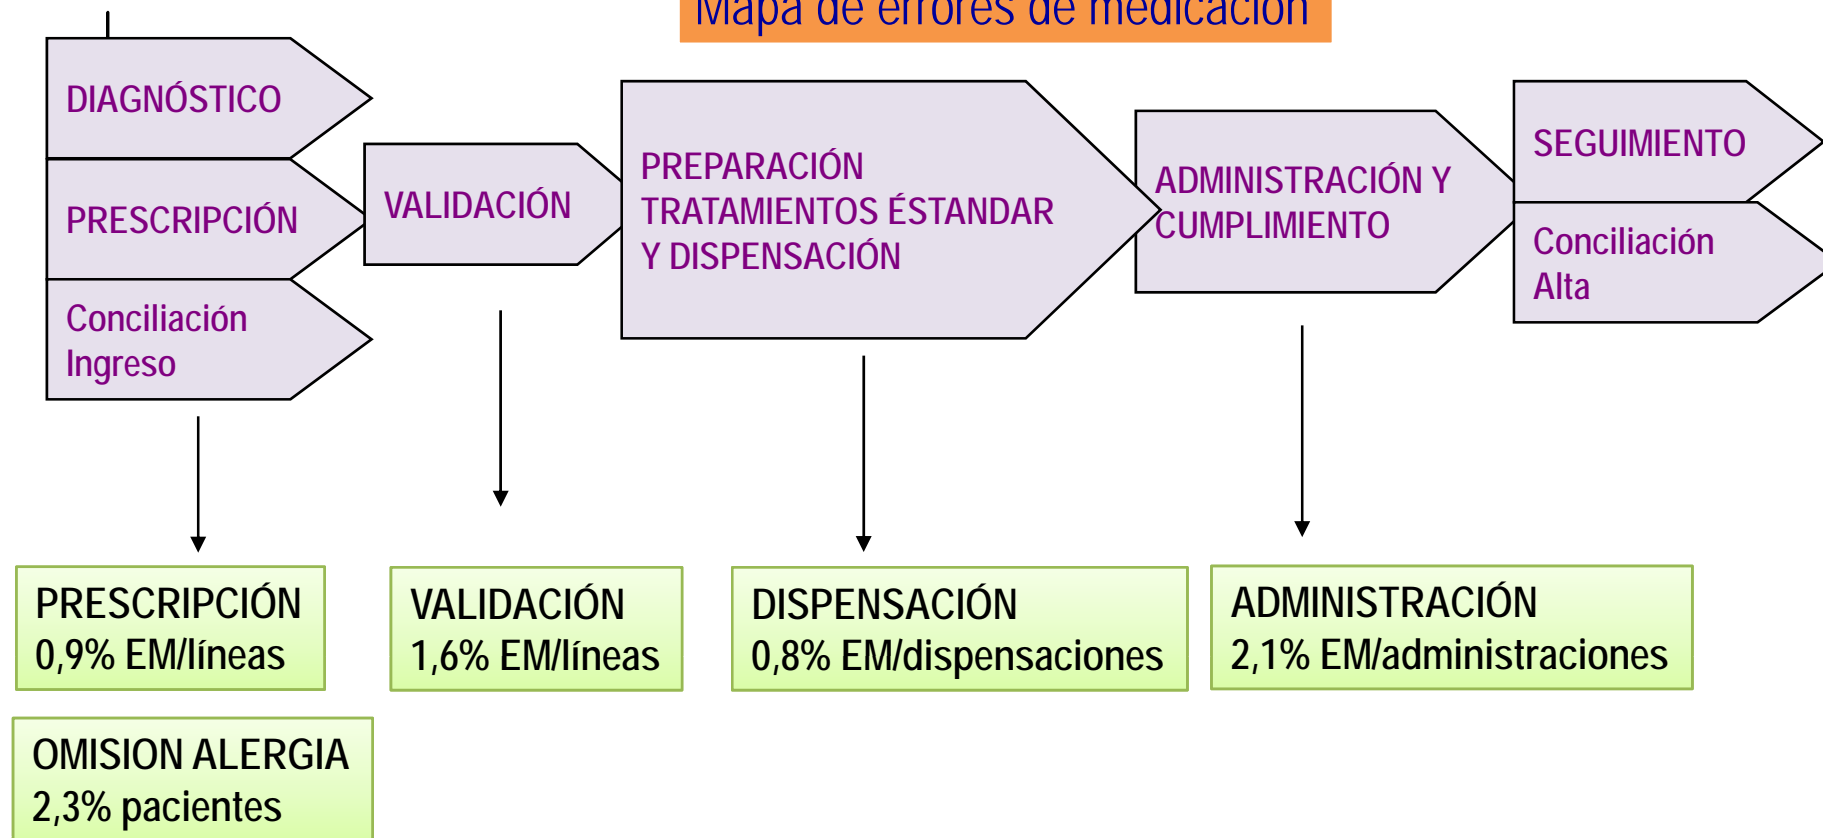 Mapa de errores de medicación
DIAGNÓSTICO
PRESCRIPCIÓN
Conciliación
Ingreso
VALIDACIÓN
PREPARACIÓN
TRATAMIENTOS ÉSTANDAR
Y DISPENSACIÓN
ADMINISTRACIÓN Y
CUMPLIMIENTO
SEGUIMIENTO
Conciliación
Alta
PRESCRIPCIÓN
0,9% EM/líneas
VALIDACIÓN
1,6% EM/líneas
DISPENSACIÓN
0,8% EM/dispensaciones
ADMINISTRACIÓN
2,1% EM/administraciones
OMISION ALERGIA
2,3% pacientes